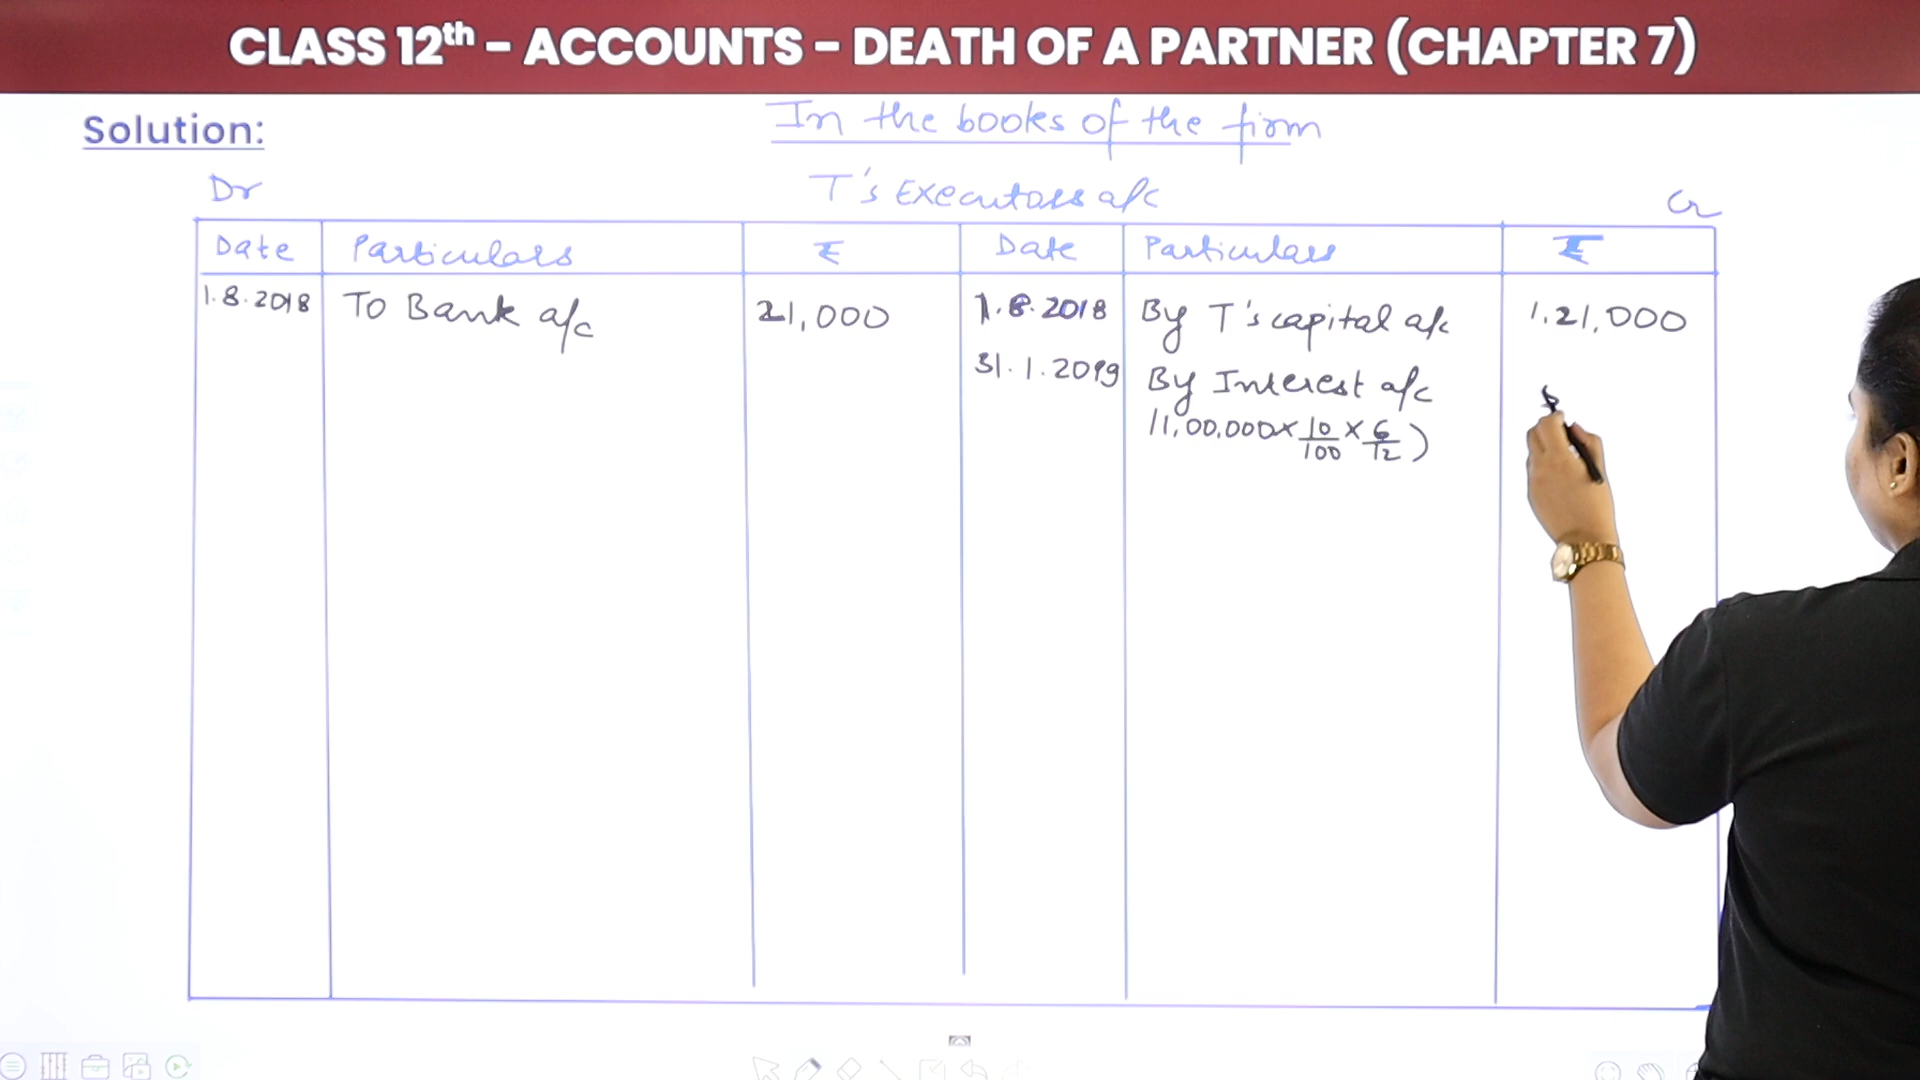 CLASS 12th – ACCOUNTS – DEATH OF A PARTNER (CHAPTER 7)
Solution:
In the books of the firm
Dr T's Executors a/c Cr
Date Particulars ₹ Date Particulars ₹
1.8.2018 To Bank a/c 21,000 1.8.2018 By T's capital a/c 1,21,000
31.1.2019 By Interest a/c
(1,00,000 × 10/100 × 6/12)